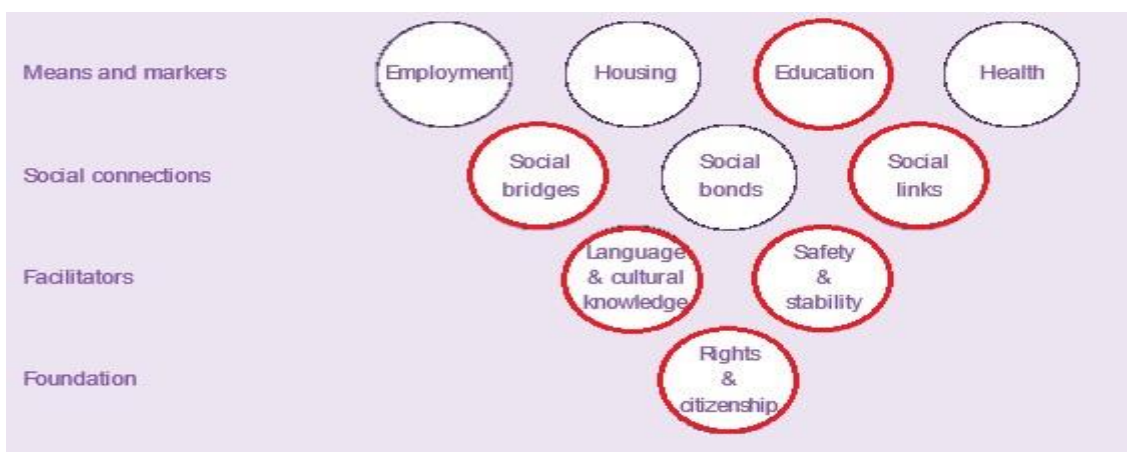 Means and markers
Employment
Housing
Education
Health
Social connections
Social
bridges
Social
bonds
Social
links
Facilitators
Language
& cultural
knowledge
Safety
&
stability
Foundation
Rights
&
citizenship